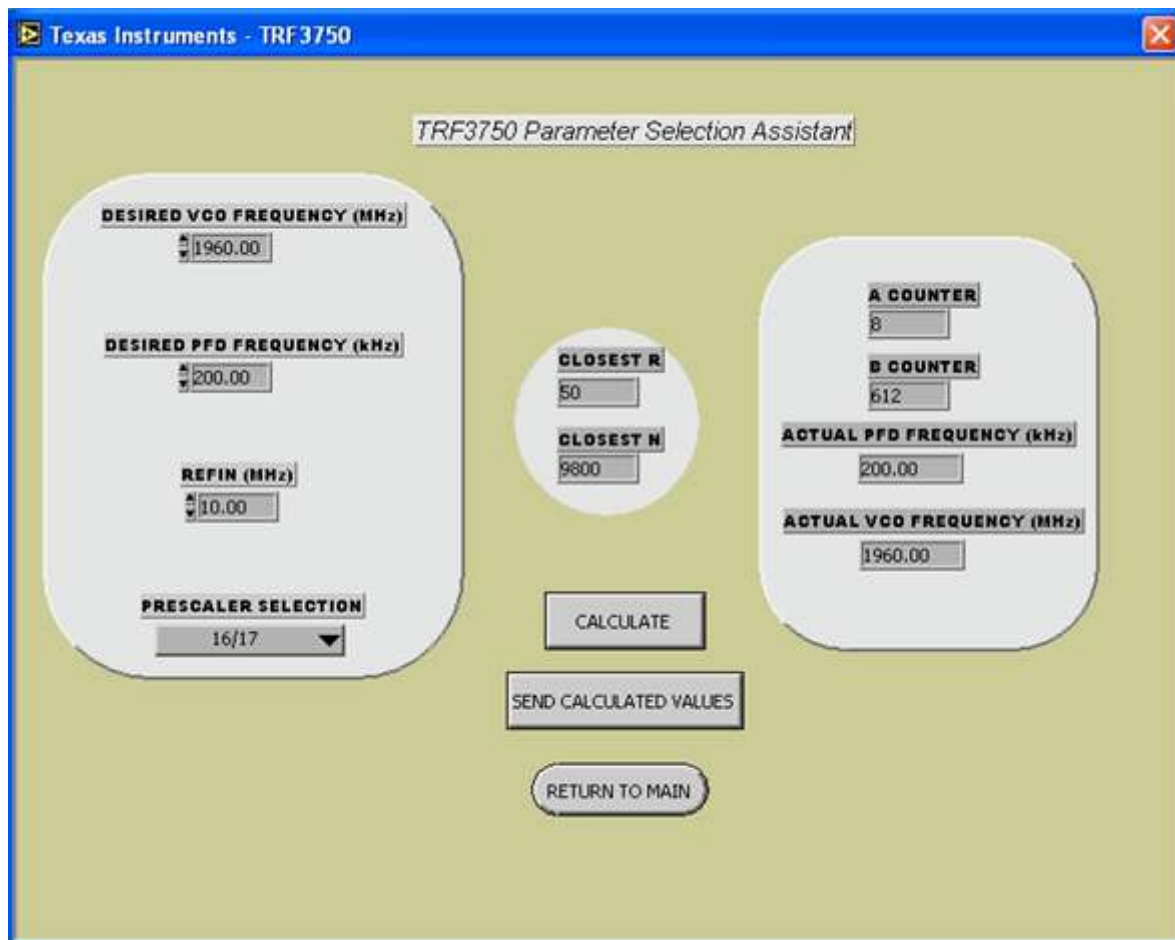 Texas Instruments - TRF3750
TRF3750 Parameter Selection Assistant
DESIRED VCO FREQUENCY (MHz)
1960.00
DESIRED PFD FREQUENCY (kHz)
200.00
REFIN (MHz)
10.00
PRESCALER SELECTION
16/17
CLOSEST R
50
CLOSEST N
9800
CALCULATE
SEND CALCULATED VALUES
RETURN TO MAIN
A COUNTER
8
B COUNTER
612
ACTUAL PFD FREQUENCY (kHz)
200.00
ACTUAL VCO FREQUENCY (MHz)
1960.00